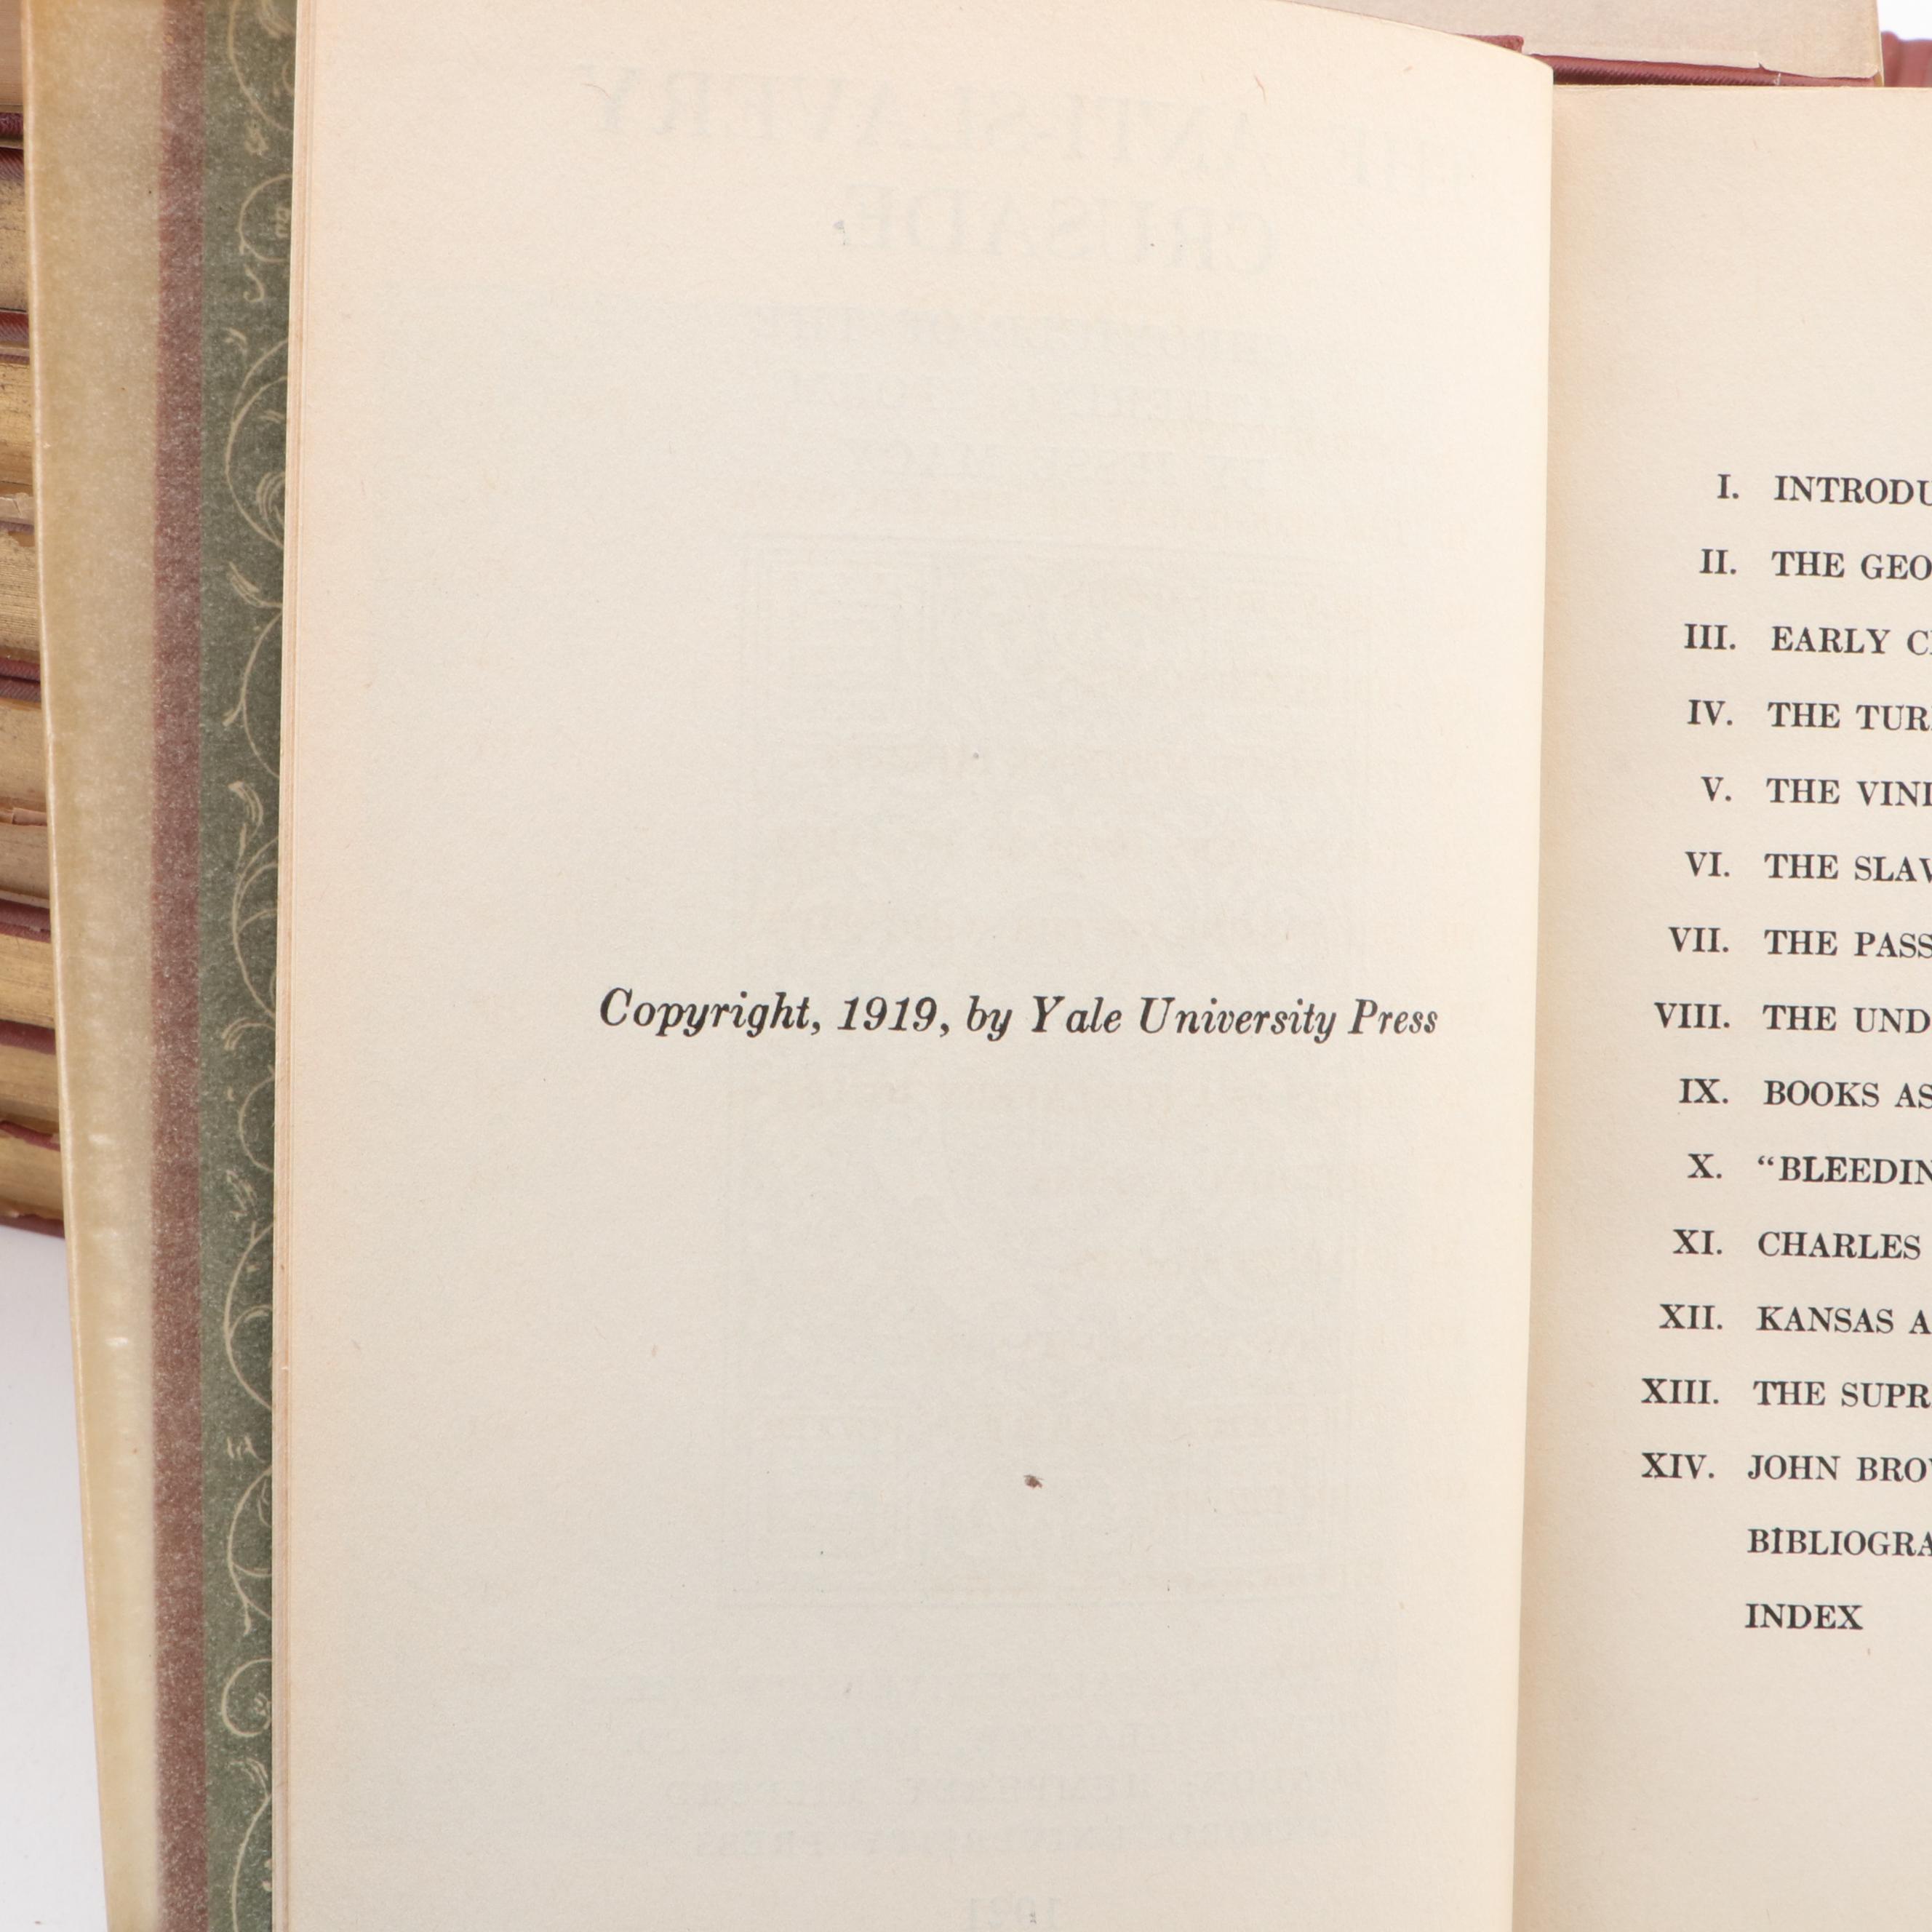 Copyright, 1919, by Yale University Press
I. INTRODU
II. THE GEO
III. EARLY C
IV. THE TUR
V. THE VIN
VI. THE SLAV
VII. THE PASS
VIII. THE UND
IX. BOOKS AS
X. “BLEEDIN
XI. CHARLES
XII. KANSAS A
XIII. THE SUPR
XIV. JOHN BRO
BIBLIOGRA
INDEX